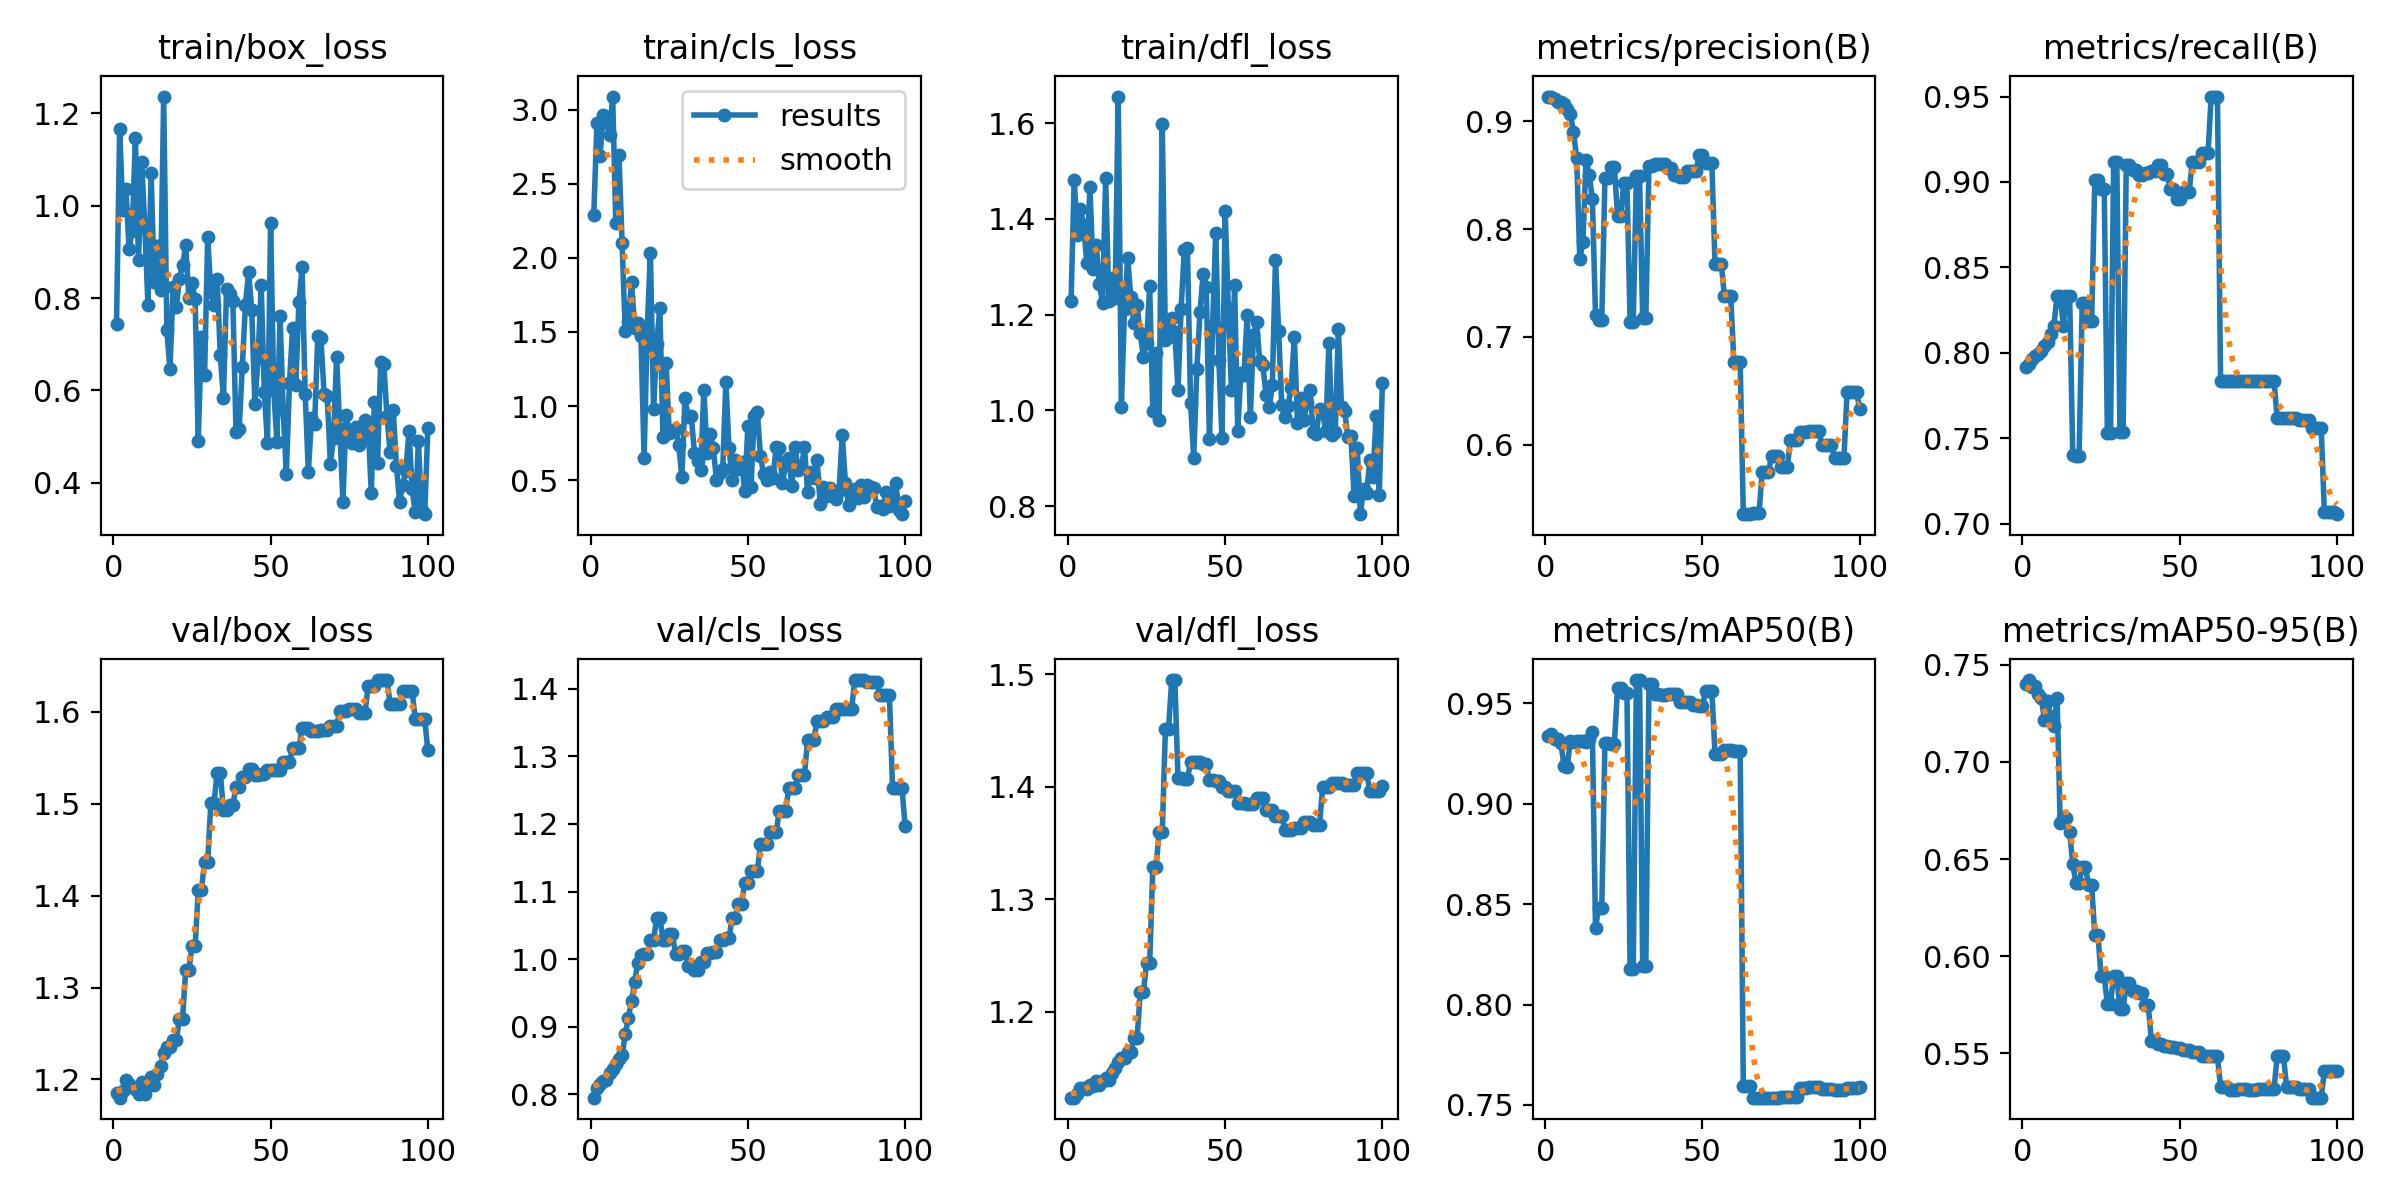 train/box_loss
train/cls_loss
train/dfl_loss
metrics/precision(B)
metrics/recall(B)
results
smooth
1.2
1.0
0.8
0.6
0.4
0 50 100
3.0
2.5
2.0
1.5
1.0
0.5
0 50 100
1.6
1.4
1.2
1.0
0.8
0 50 100
0.9
0.8
0.7
0.6
0 50 100
0.95
0.90
0.85
0.80
0.75
0.70
0 50 100
val/box_loss
val/cls_loss
val/dfl_loss
metrics/mAP50(B)
metrics/mAP50-95(B)
1.6
1.5
1.4
1.3
1.2
0 50 100
1.4
1.3
1.2
1.1
1.0
0.9
0.8
0 50 100
1.5
1.4
1.3
1.2
0 50 100
0.95
0.90
0.85
0.80
0.75
0 50 100
0.75
0.70
0.65
0.60
0.55
0 50 100